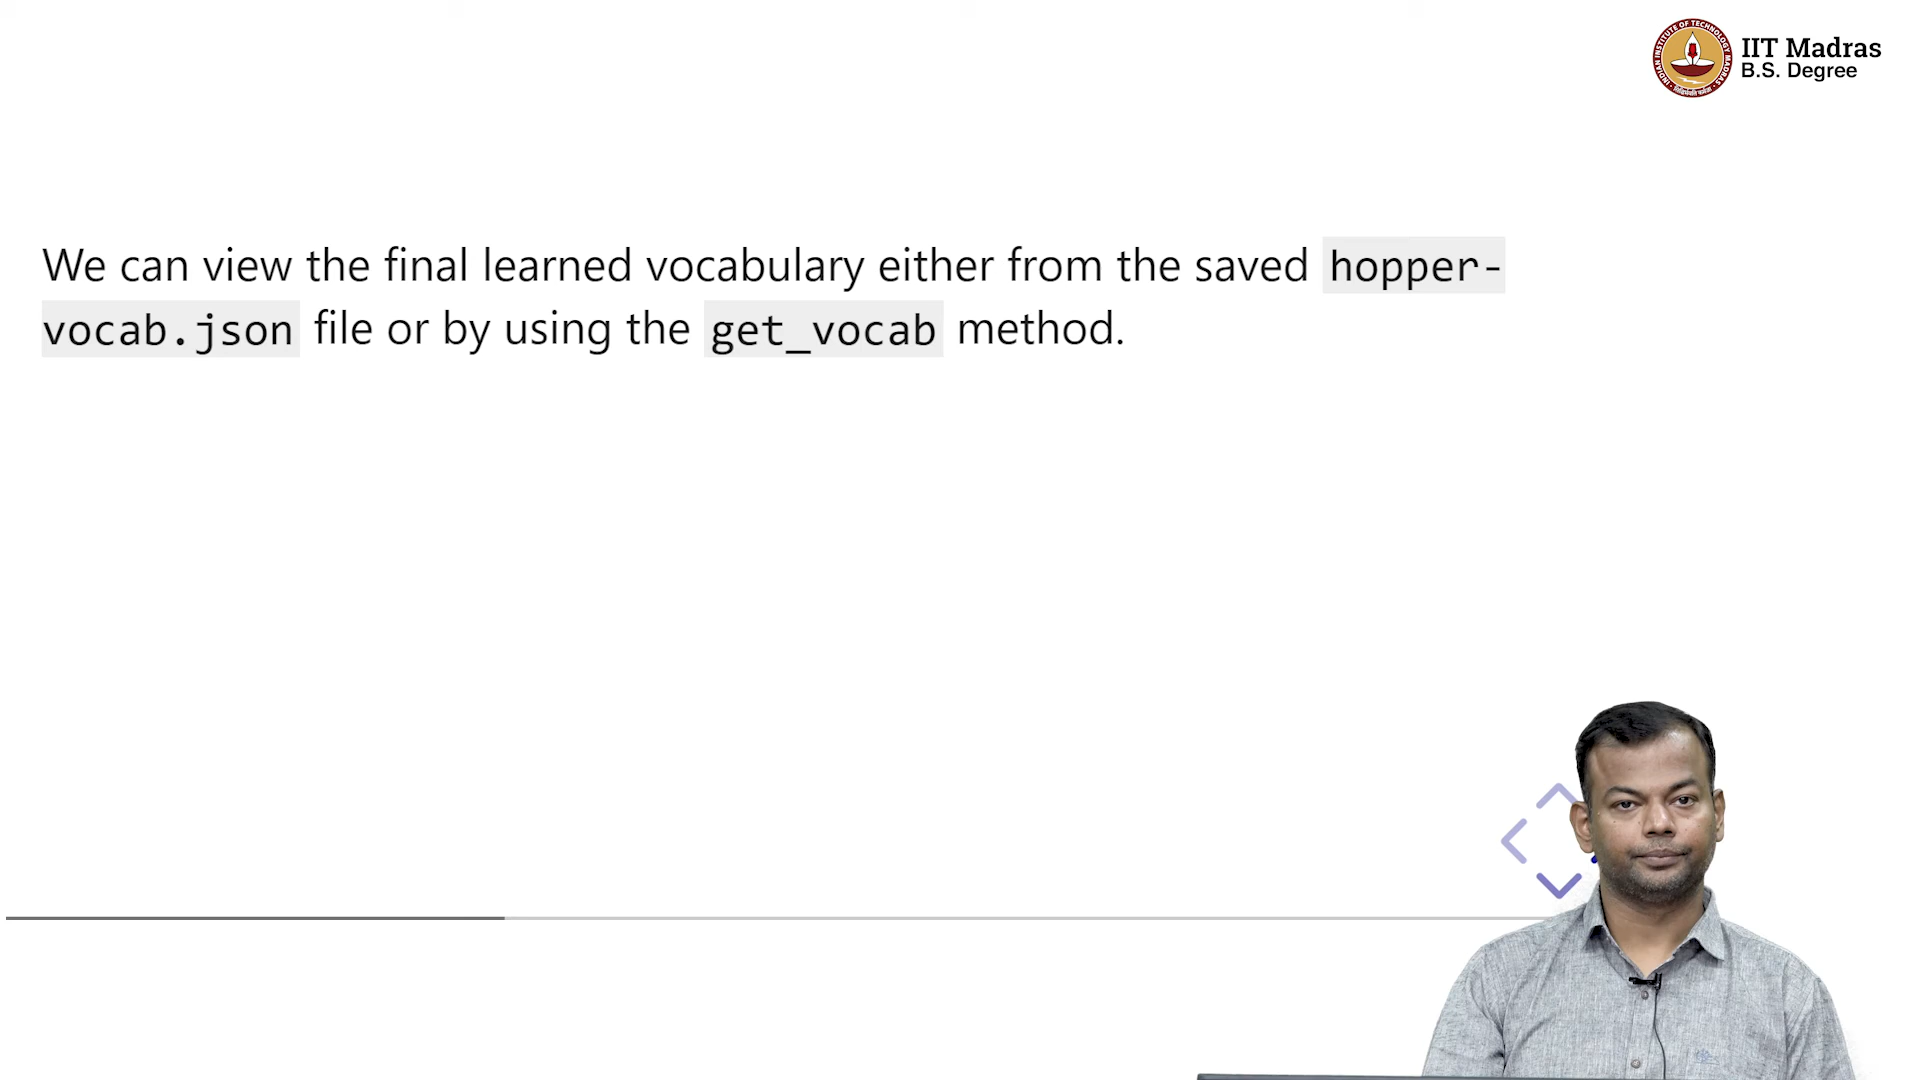 IIT Madras
B.S. Degree
We can view the final learned vocabulary either from the saved hopper-
vocab.json file or by using the get_vocab method.